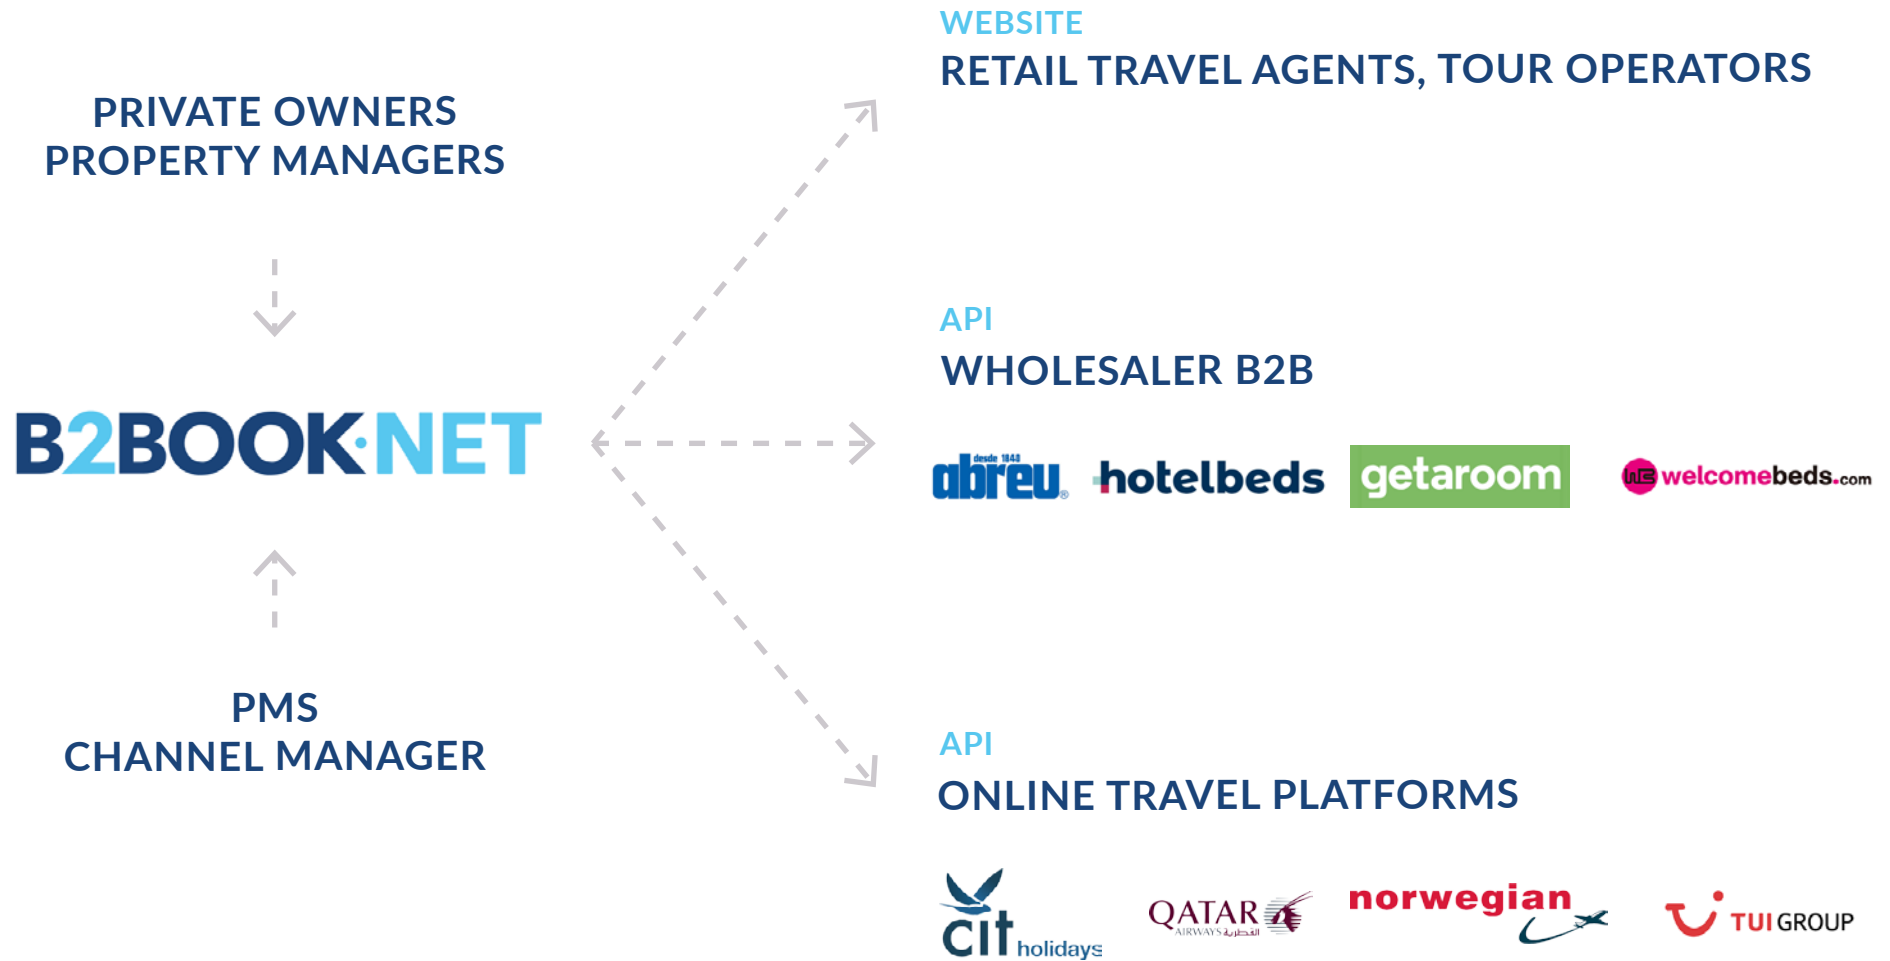 PRIVATE OWNERS
PROPERTY MANAGERS
B2BOOK·NET
PMS
CHANNEL MANAGER
WEBSITE
RETAIL TRAVEL AGENTS, TOUR OPERATORS
API
WHOLESALER B2B
desde 1840
abreu®
hotelbeds
getaroom
WB welcomebeds.com
API
ONLINE TRAVEL PLATFORMS
cit holidays
QATAR
AIRWAYS القطرية
norwegian
TUI GROUP